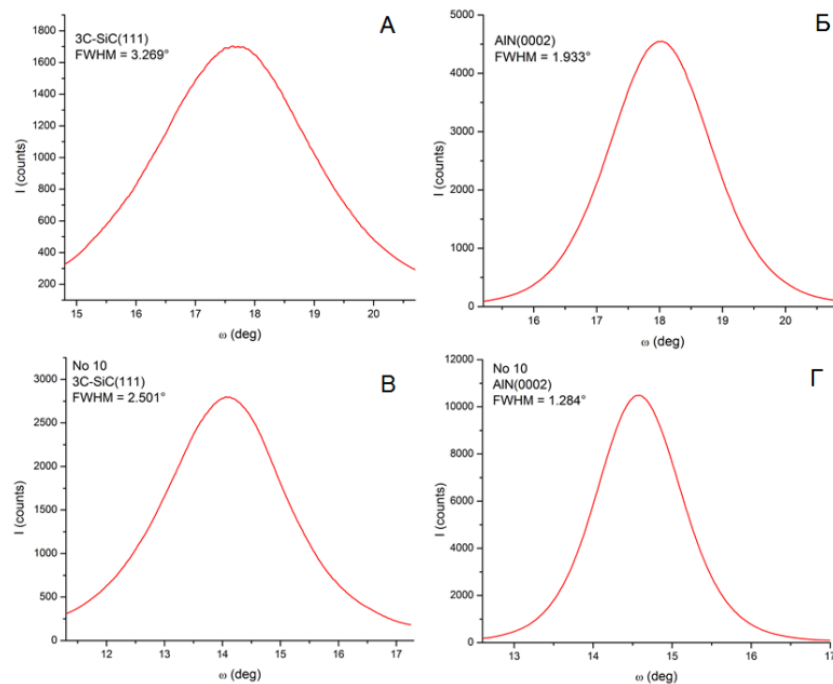 А
3C-SiC(111)
FWHM = 3.269°
1800
1600
1400
1200
1000
800
600
400
200
I (counts)
15 16 17 18 19 20
ω (deg)
Б
AlN(0002)
FWHM = 1.933°
5000
4000
3000
2000
1000
0
I (counts)
16 17 18 19 20
ω (deg)
В
No 10
3C-SiC(111)
FWHM = 2.501°
3000
2500
2000
1500
1000
500
0
I (counts)
12 13 14 15 16 17
ω (deg)
Г
No 10
AlN(0002)
FWHM = 1.284°
12000
10000
8000
6000
4000
2000
0
I (counts)
13 14 15 16 17
ω (deg)